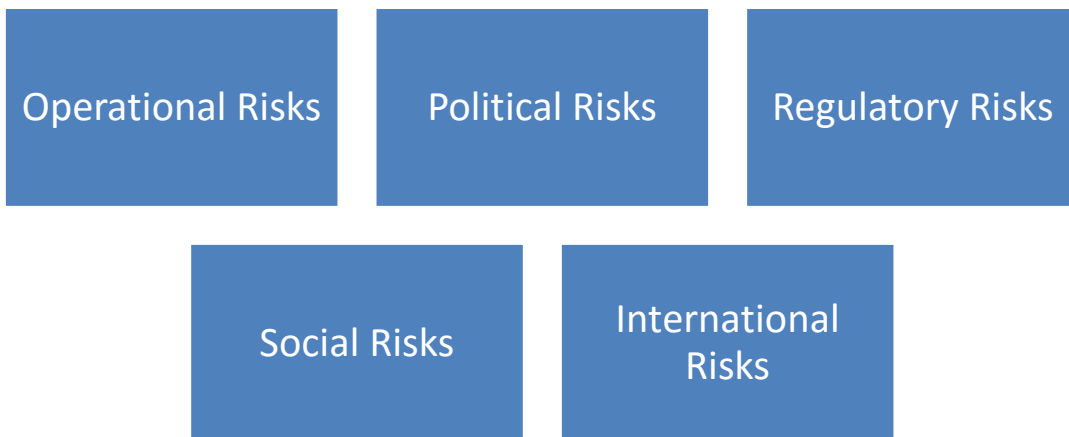 Operational Risks
Political Risks
Regulatory Risks
Social Risks
International
Risks